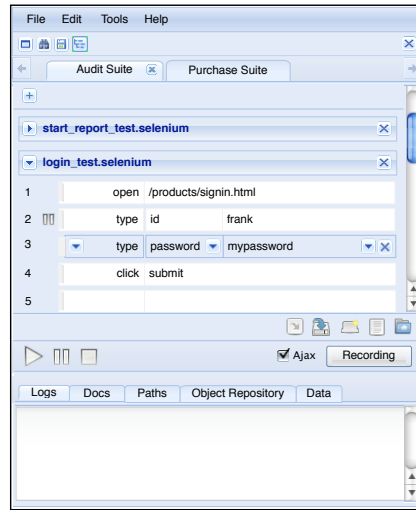 File Edit Tools Help
Audit Suite Purchase Suite
start_report_test.selenium
login_test.selenium
1 open /products/signin.html
2 type id frank
3 type password mypassword
4 click submit
5
Ajax Recording
Logs Docs Paths Object Repository Data